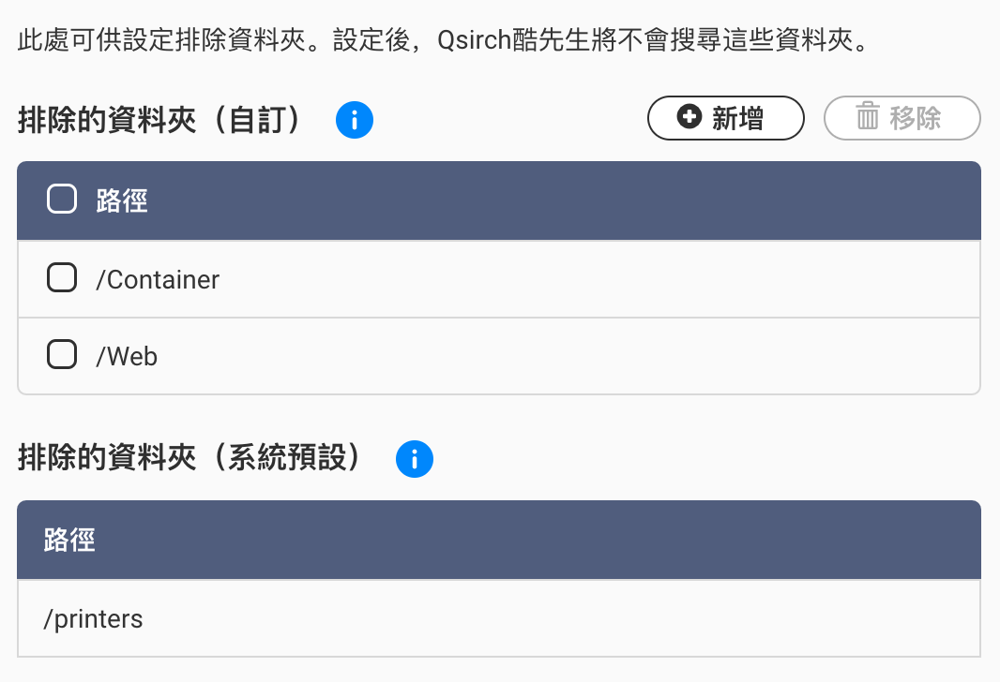 此處可供設定排除資料夾。設定後，Qsirch酷先生將不會搜尋這些資料夾。
排除的資料夾（自訂）
新增
移除
路徑
/Container
/Web
排除的資料夾（系統預設）
路徑
/printers